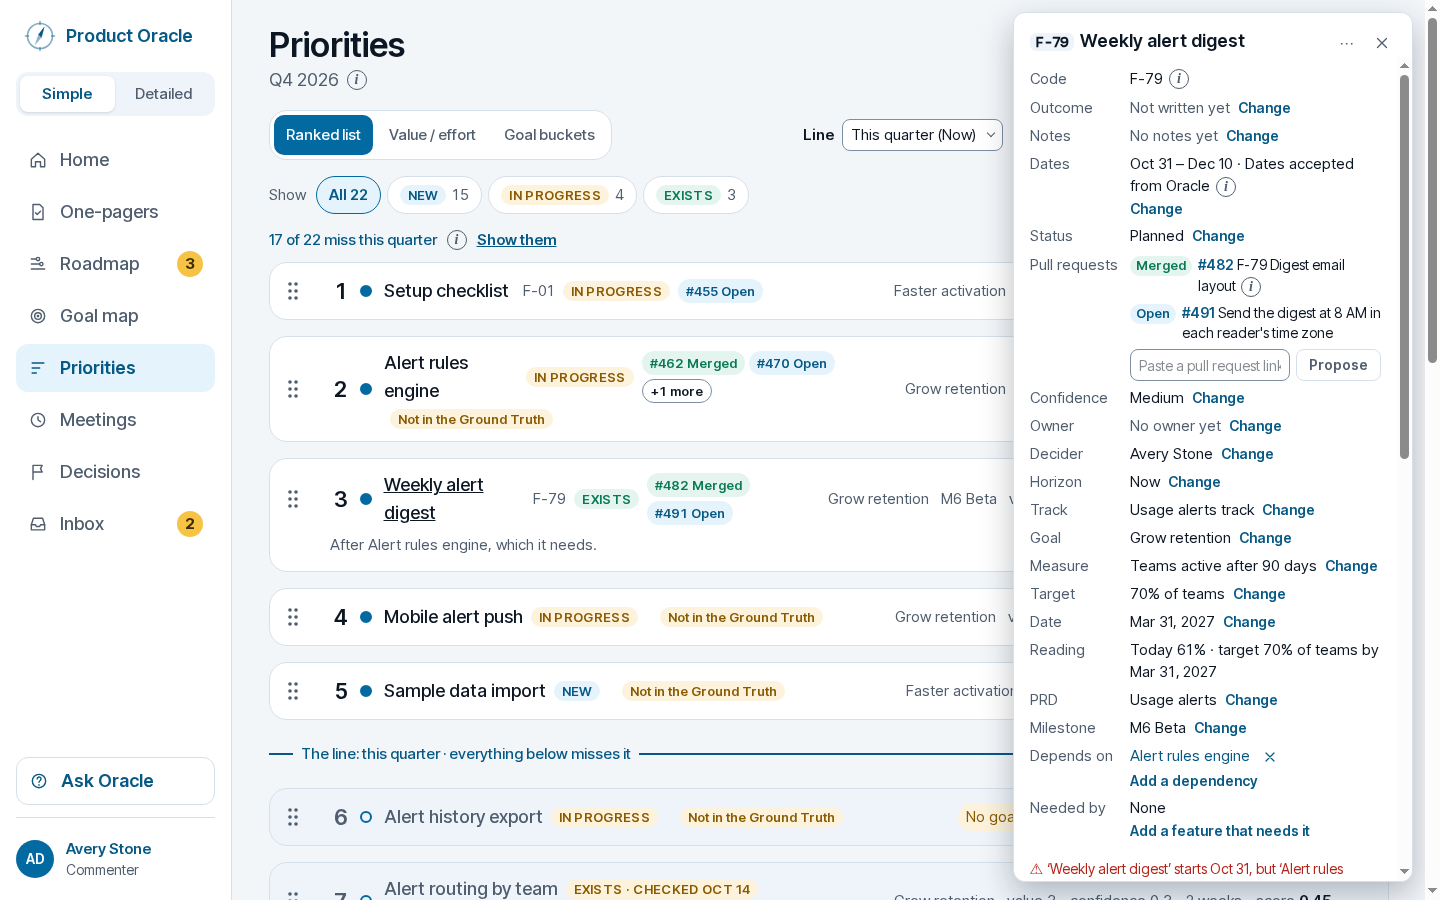 Product Oracle
Simple
Detailed
Home
One-pagers
Roadmap 3
Goal map
Priorities
Meetings
Decisions
Inbox 2
Ask Oracle
AD
Avery Stone
Commenter
Priorities
Q4 2026 i
Ranked list
Value / effort
Goal buckets
Line
This quarter (Now)
Show
All 22
NEW 15
IN PROGRESS 4
EXISTS 3
17 of 22 miss this quarter i Show them
1 Setup checklist F-01 IN PROGRESS #455 Open Faster activation
2 Alert rules engine IN PROGRESS #462 Merged #470 Open +1 more Grow retention
Not in the Ground Truth
3 Weekly alert digest F-79 EXISTS #482 Merged #491 Open Grow retention M6 Beta
After Alert rules engine, which it needs.
4 Mobile alert push IN PROGRESS Not in the Ground Truth Grow retention
5 Sample data import NEW Not in the Ground Truth Faster activation
The line: this quarter · everything below misses it
6 Alert history export IN PROGRESS Not in the Ground Truth No goa
7 Alert routing by team EXISTS · CHECKED OCT 14
F-79 Weekly alert digest
Code F-79 i
Outcome Not written yet Change
Notes No notes yet Change
Dates Oct 31 – Dec 10 · Dates accepted
from Oracle i
Change
Status Planned Change
Pull requests Merged #482 F-79 Digest email
layout i
Open #491 Send the digest at 8 AM in
each reader's time zone
Paste a pull request link Propose
Confidence Medium Change
Owner No owner yet Change
Decider Avery Stone Change
Horizon Now Change
Track Usage alerts track Change
Goal Grow retention Change
Measure Teams active after 90 days Change
Target 70% of teams Change
Date Mar 31, 2027 Change
Reading Today 61% · target 70% of teams by
Mar 31, 2027
PRD Usage alerts Change
Milestone M6 Beta Change
Depends on Alert rules engine
Add a dependency
Needed by None
Add a feature that needs it
⚠ ‘Weekly alert digest’ starts Oct 31, but ‘Alert rules